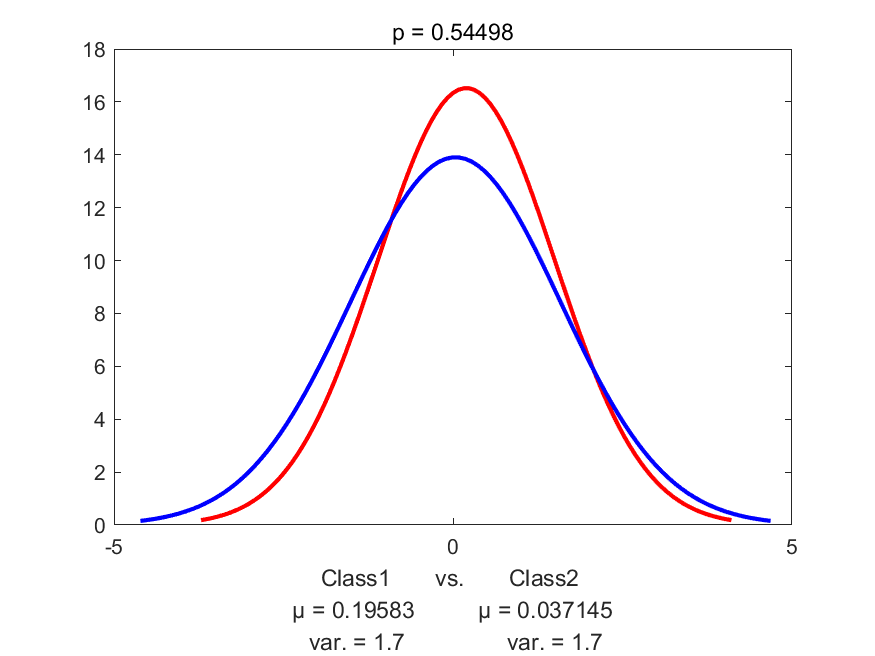 p = 0.54498
18
16
14
12
10
8
6
4
2
0
-5 0 5
Class1 vs. Class2
μ = 0.19583 μ = 0.037145
var. = 1.7 var. = 1.7